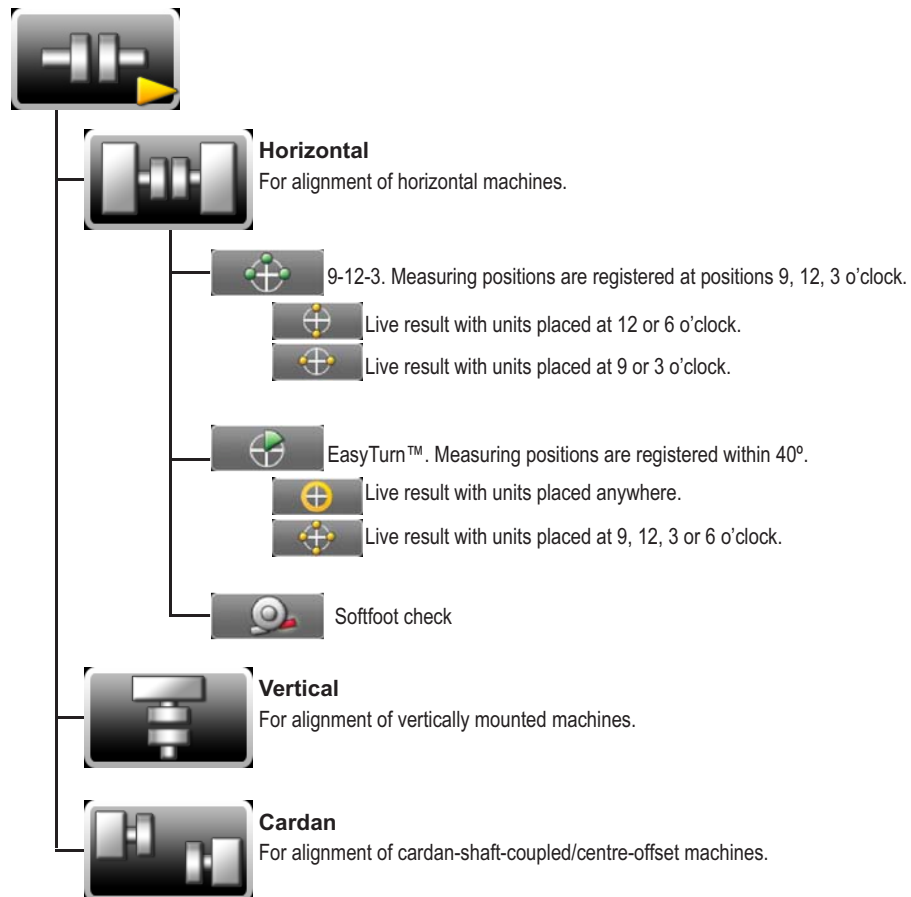 Horizontal
For alignment of horizontal machines.
9-12-3. Measuring positions are registered at positions 9, 12, 3 o’clock.
Live result with units placed at 12 or 6 o’clock.
Live result with units placed at 9 or 3 o’clock.
EasyTurn™. Measuring positions are registered within 40º.
Live result with units placed anywhere.
Live result with units placed at 9, 12, 3 or 6 o’clock.
Softfoot check
Vertical
For alignment of vertically mounted machines.
Cardan
For alignment of cardan-shaft-coupled/centre-offset machines.